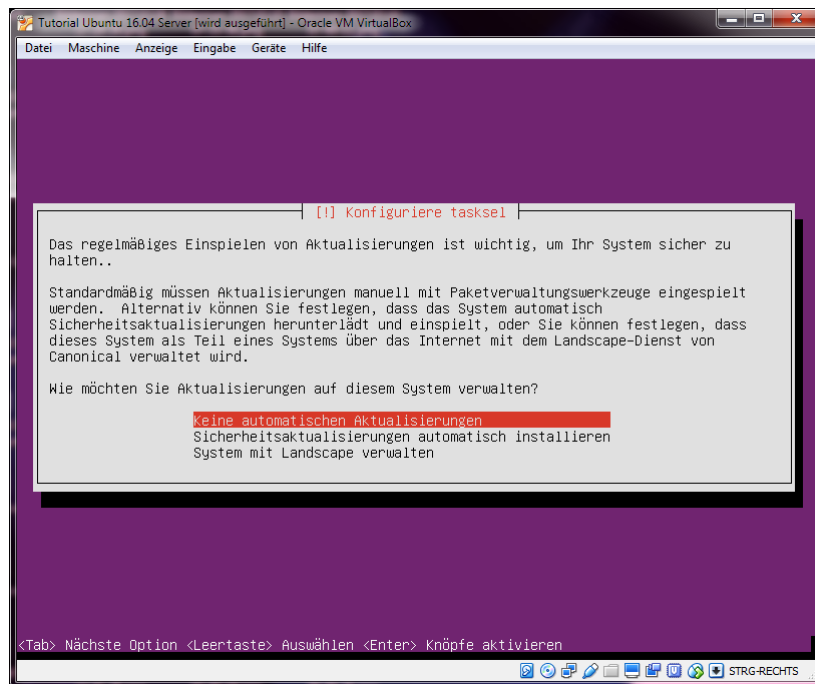 Tutorial Ubuntu 16.04 Server [wird ausgeführt] - Oracle VM VirtualBox
Datei Maschine Anzeige Eingabe Geräte Hilfe
[!] Konfiguriere tasksel
Das regelmäßiges Einspielen von Aktualisierungen ist wichtig, um Ihr System sicher zu
halten..
Standardmäßig müssen Aktualisierungen manuell mit Paketverwaltungswerkzeuge eingespielt
werden. Alternativ können Sie festlegen, dass das System automatisch
Sicherheitsaktualisierungen herunterlädt und einspielt, oder Sie können festlegen, dass
dieses System als Teil eines Systems über das Internet mit dem Landscape-Dienst von
Canonical verwaltet wird.
Wie möchten Sie Aktualisierungen auf diesem System verwalten?
Keine automatischen Aktualisierungen
Sicherheitsaktualisierungen automatisch installieren
System mit Landscape verwalten
<Tab> Nächste Option <Leertaste> Auswählen <Enter> Knöpfe aktivieren
STRG-RECHTS